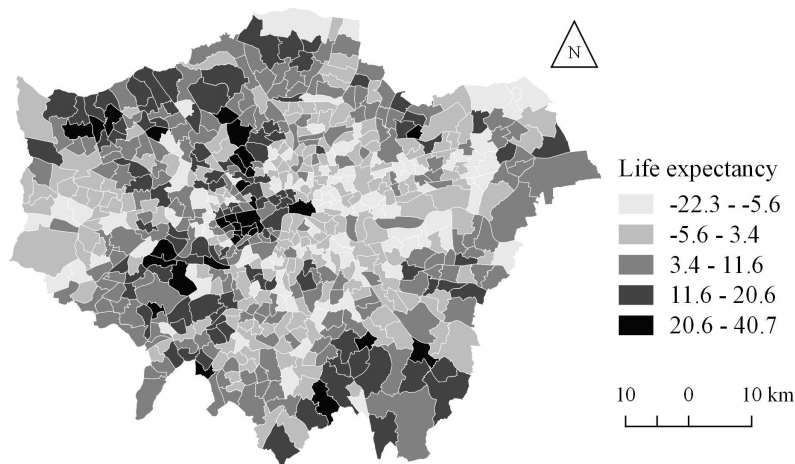 N
Life expectancy
-22.3 - -5.6
-5.6 - 3.4
3.4 - 11.6
11.6 - 20.6
20.6 - 40.7
10 0 10 km